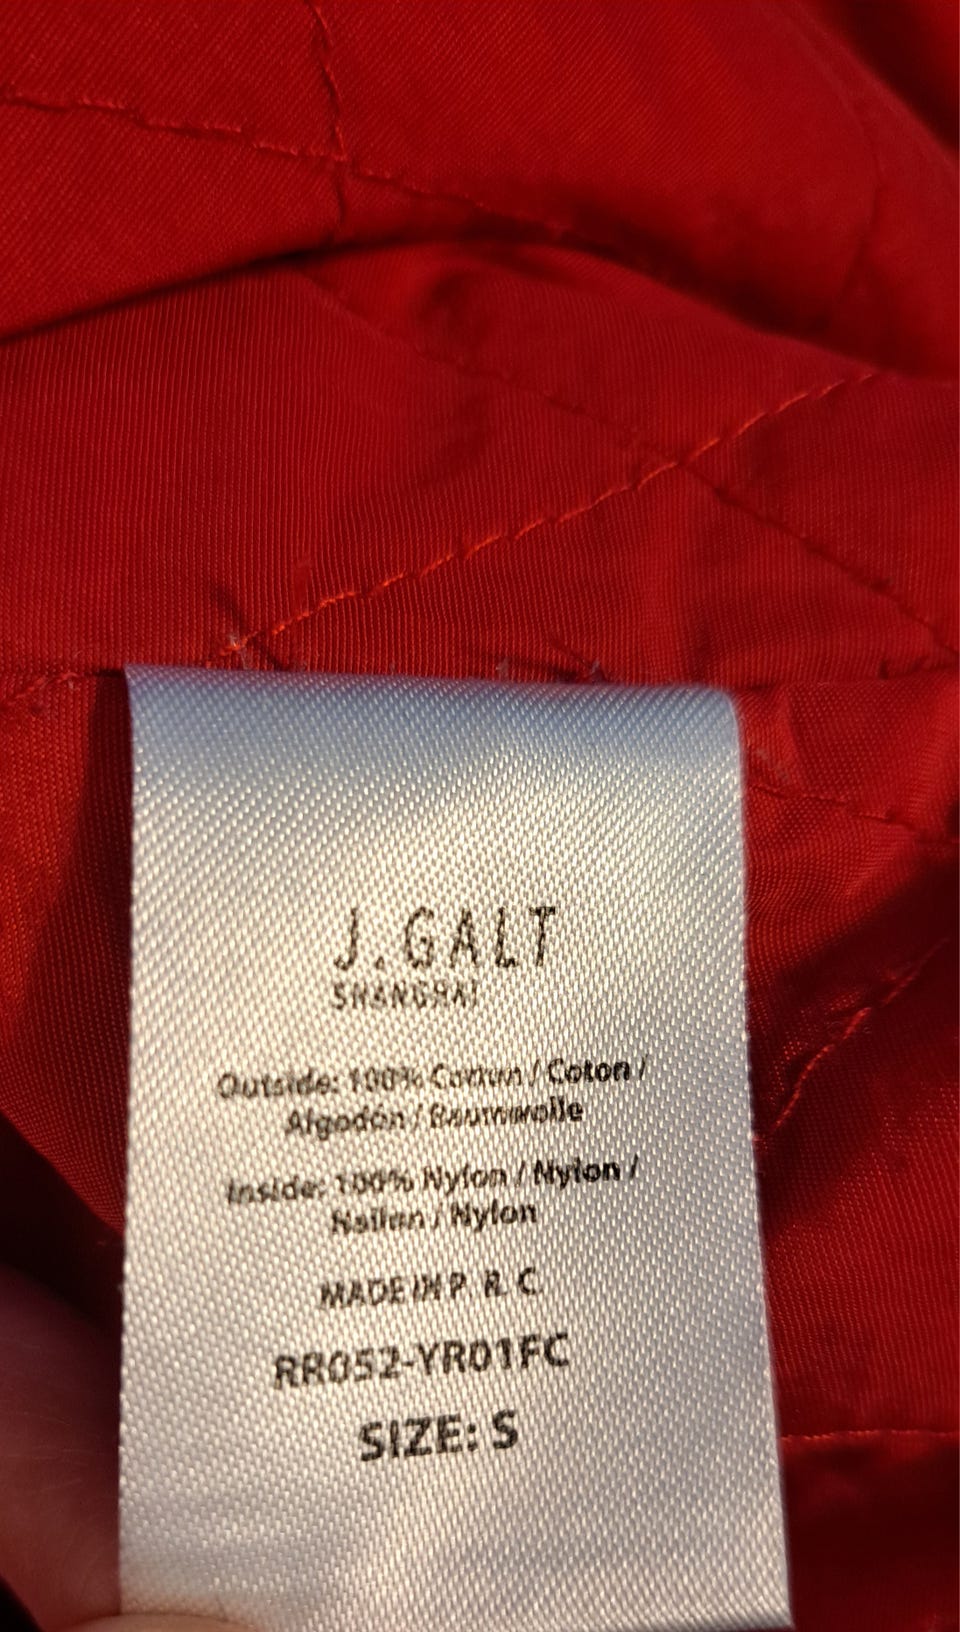 J.GALT
SHANGHAI
Outside: 100% Cotton / Coton /
Algodón / Baumwolle
Inside: 100% Nylon / Nylon /
Nailon / Nylon
MADE IN P. R. C.
RR052-YR01FC
SIZE: S